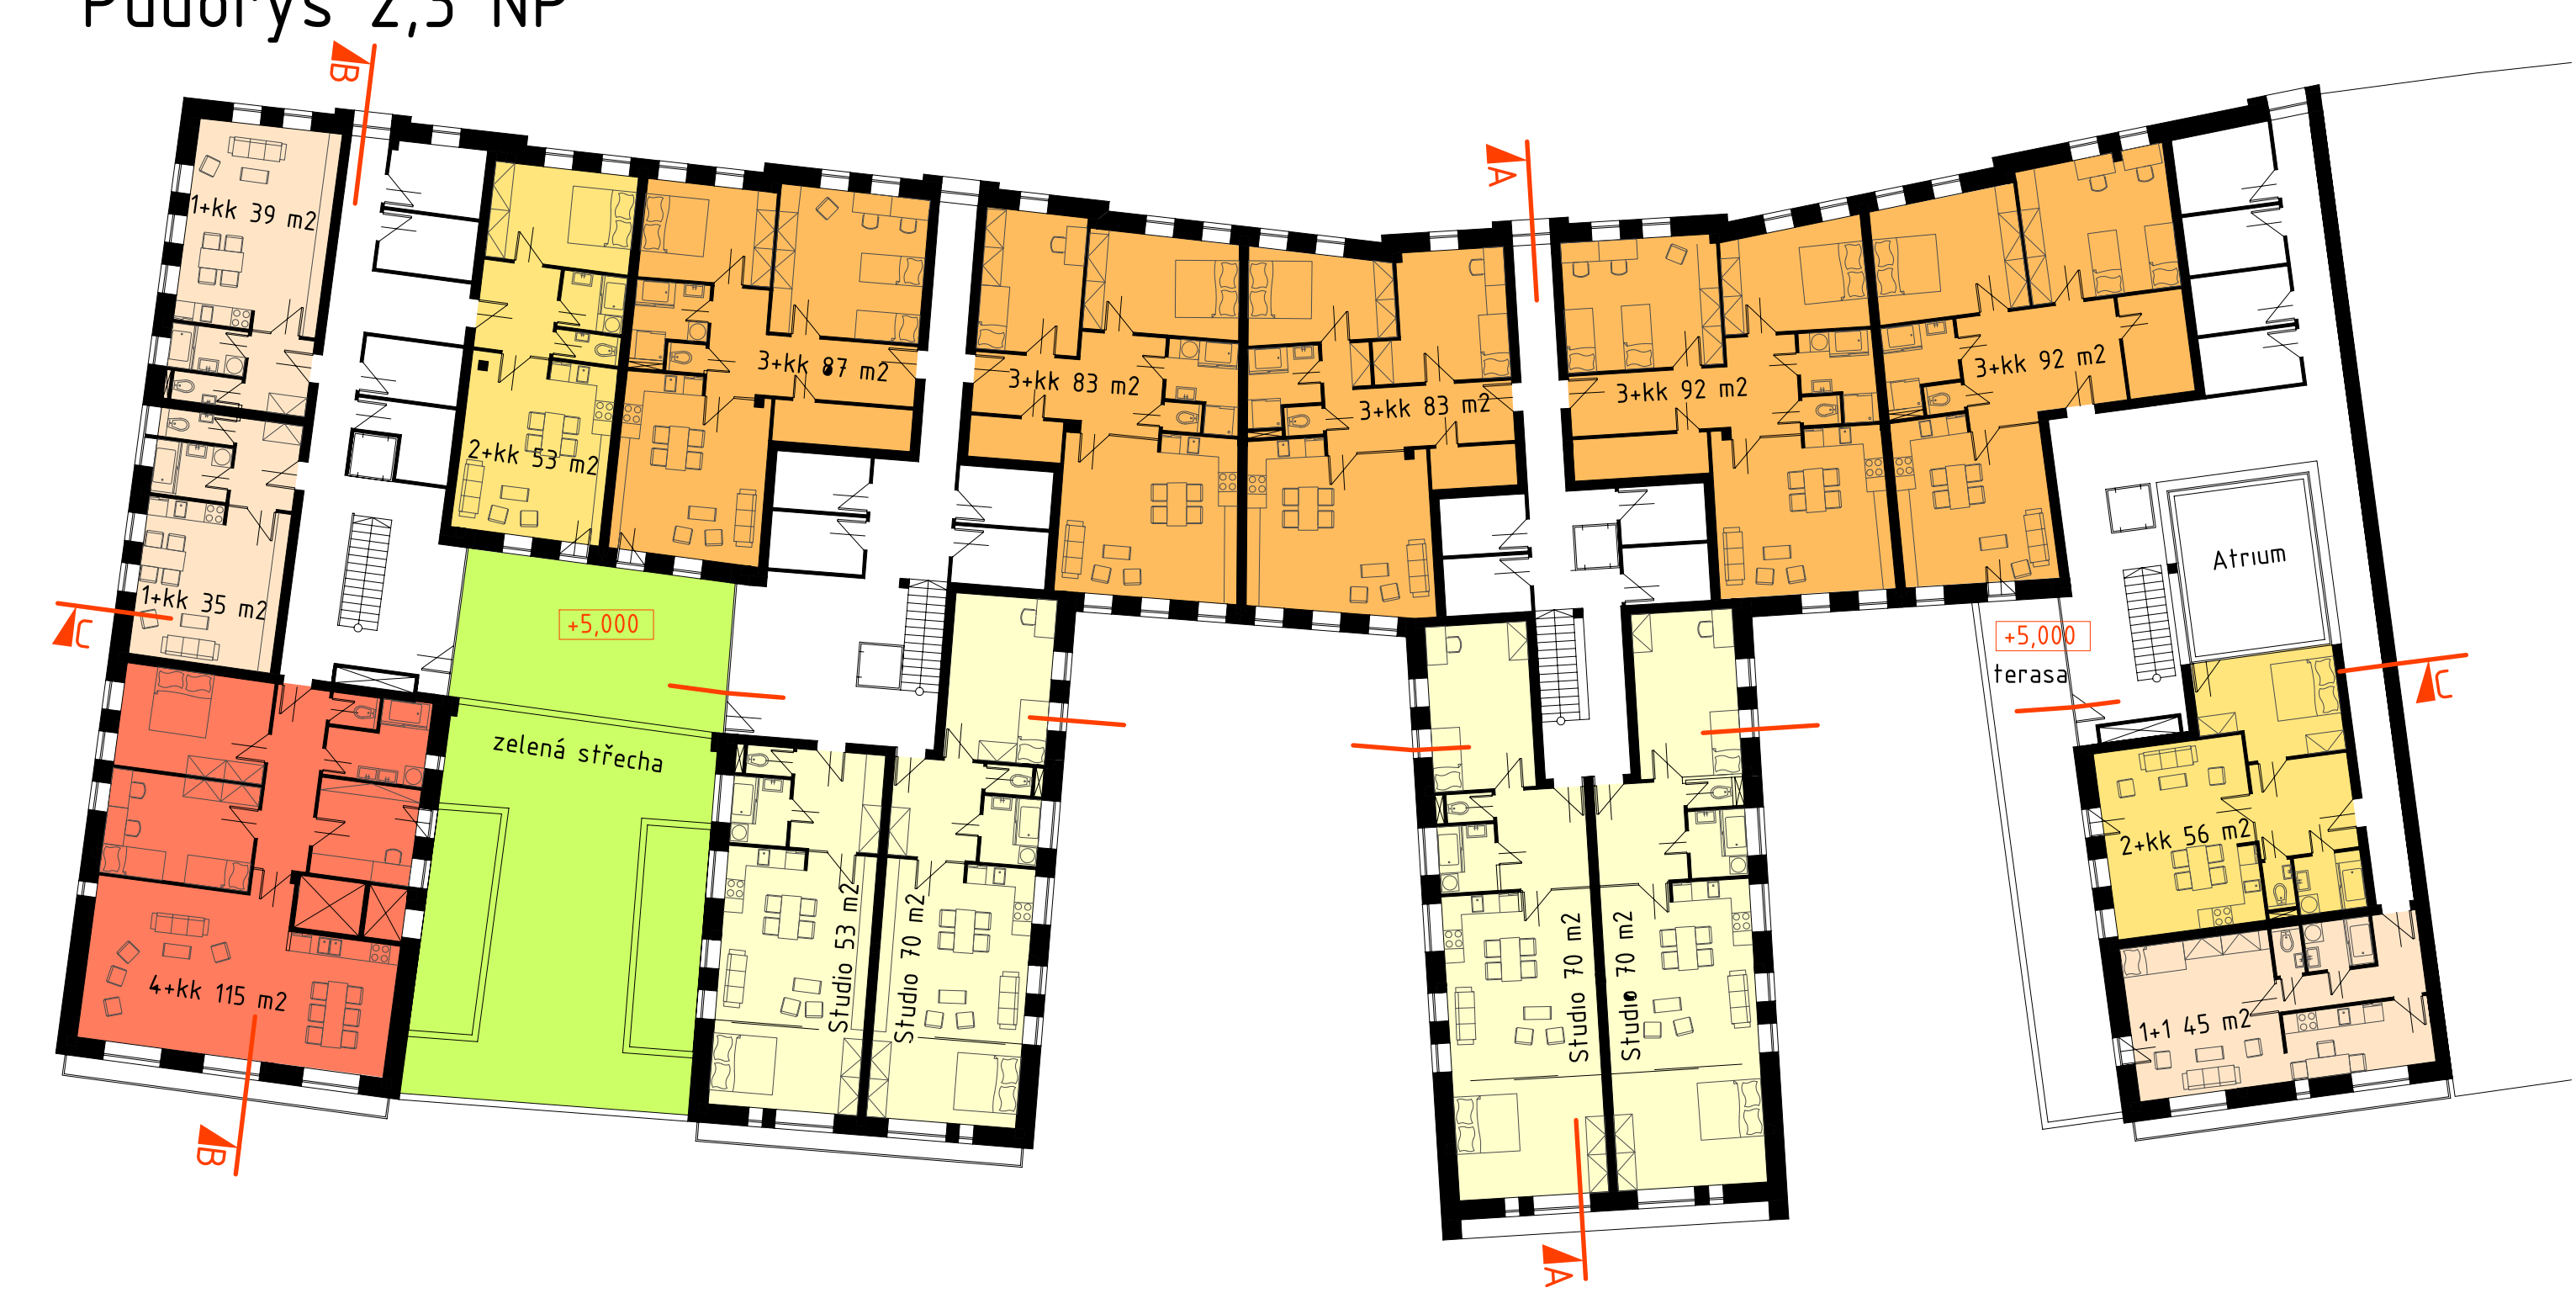 Půdorys 2,3 NP
B
A
1+kk 39 m2
3+kk 87 m2
3+kk 83 m2
3+kk 83 m2
3+kk 92 m2
3+kk 92 m2
2+kk 53 m2
Atrium
1+kk 35 m2
C
+5,000
+5,000
terasa
C
zelená střecha
2+kk 56 m2
4+kk 115 m2
Studio 53 m2
Studio 70 m2
Studio 70 m2
Studio 70 m2
1+1 45 m2
B
A